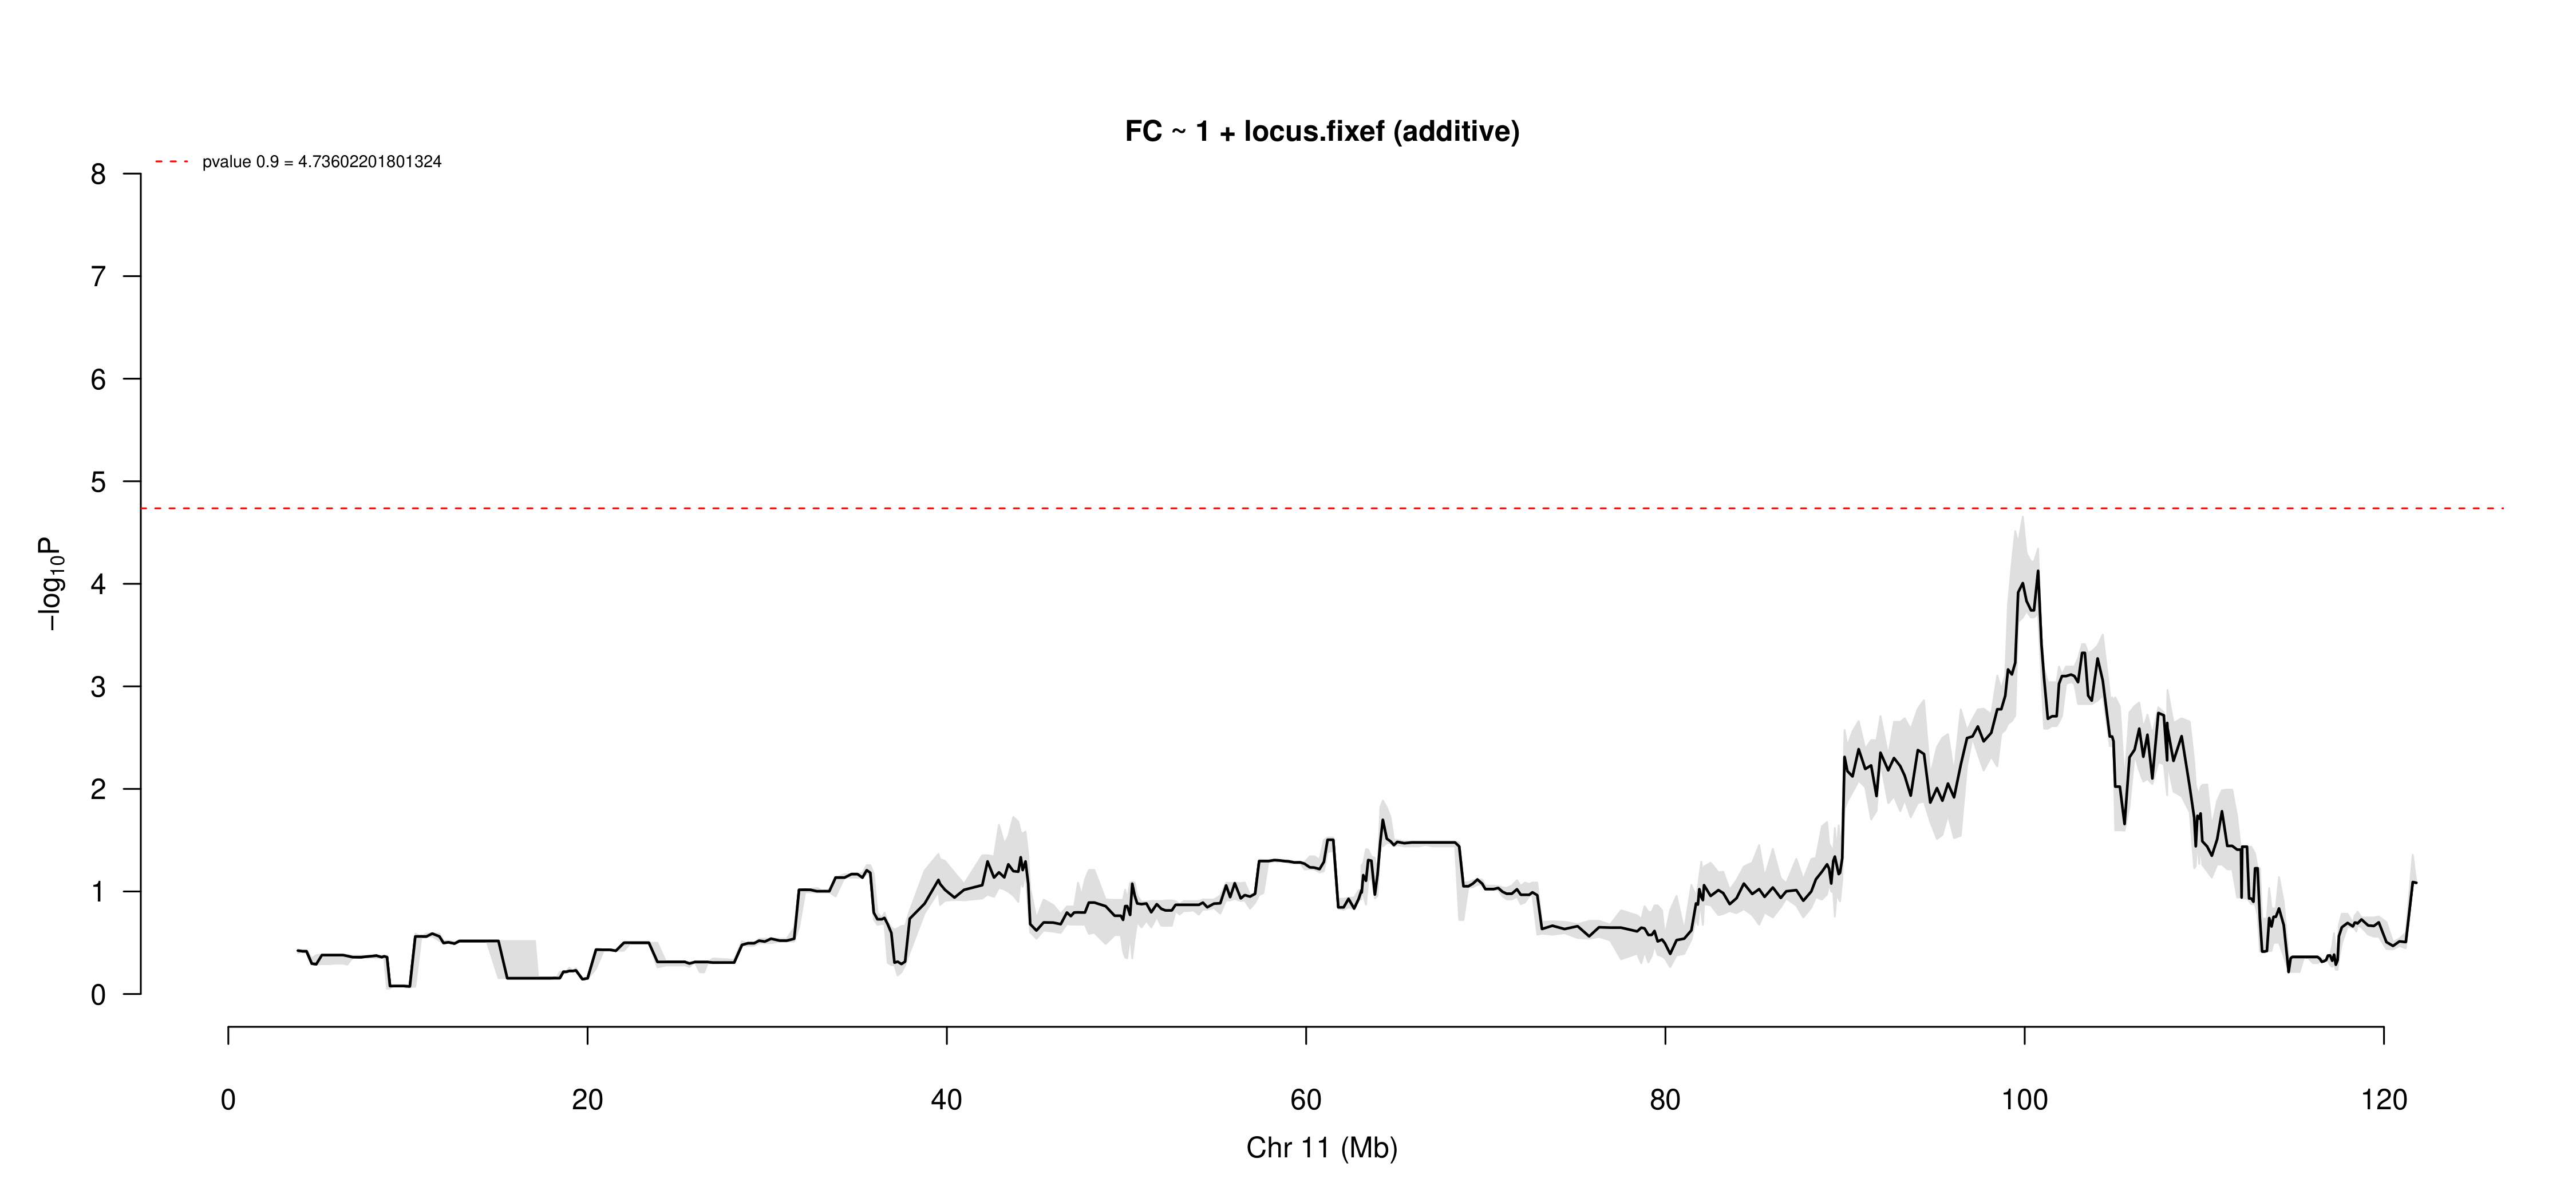 FC ~ 1 + locus.fixef (additive)
pvalue 0.9 = 4.73602201801324
8
7
6
5
4
3
2
1
0
−log10P
0 20 40 60 80 100 120
Chr 11 (Mb)